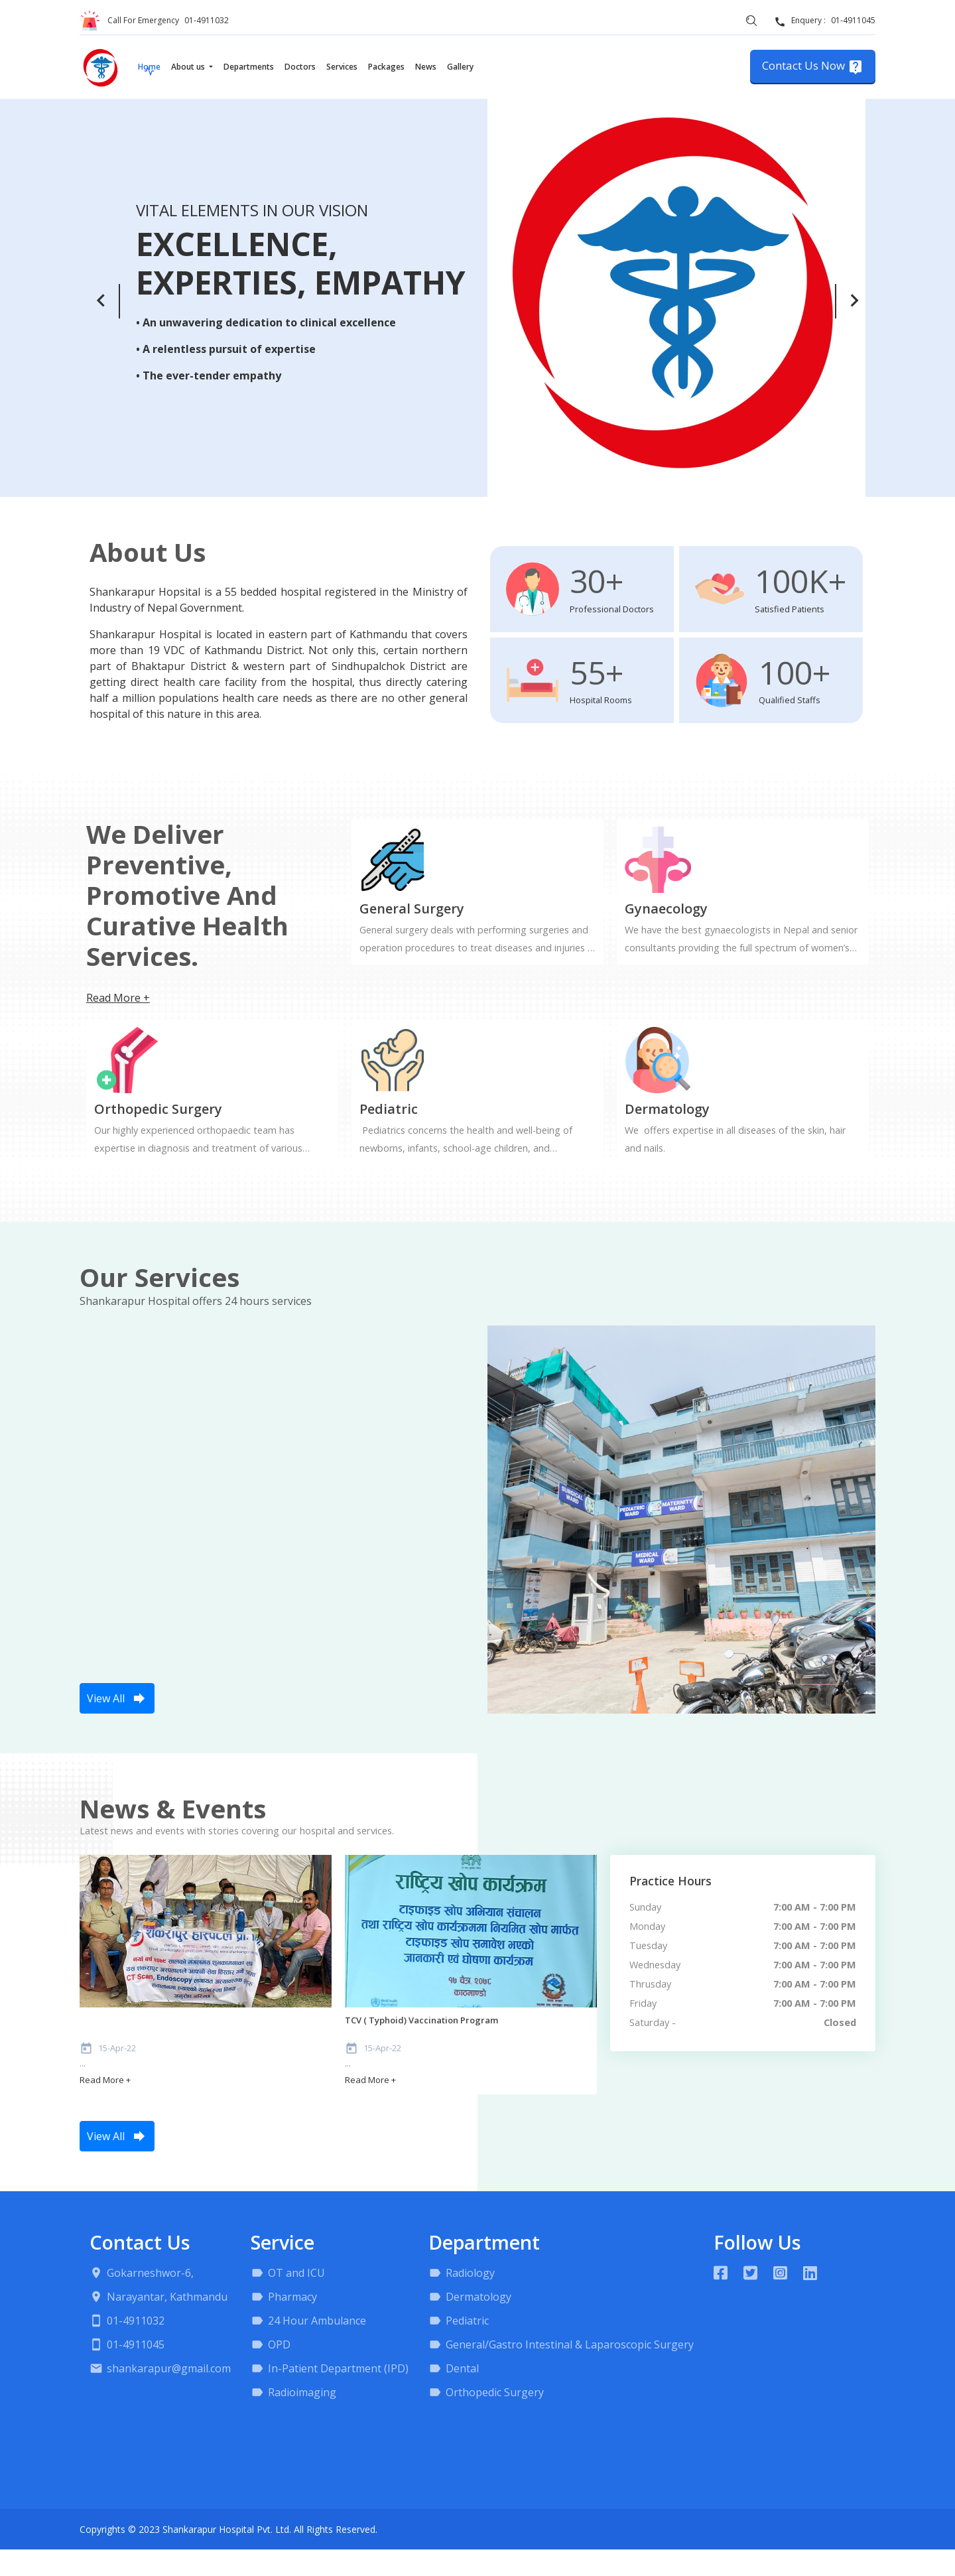 Call For Emergency 01-4911032
Enquery : 01-4911045
Home About us Departments Doctors Services Packages News Gallery
Contact Us Now
VITAL ELEMENTS IN OUR VISION
EXCELLENCE,
EXPERTIES, EMPATHY
• An unwavering dedication to clinical excellence
• A relentless pursuit of expertise
• The ever-tender empathy
About Us
Shankarapur Hopsital is a 55 bedded hospital registered in the Ministry of
Industry of Nepal Government.
Shankarapur Hospital is located in eastern part of Kathmandu that covers
more than 19 VDC of Kathmandu District. Not only this, certain northern
part of Bhaktapur District & western part of Sindhupalchok District are
getting direct health care facility from the hospital, thus directly catering
half a million populations health care needs as there are no other general
hospital of this nature in this area.
30+
Professional Doctors
100K+
Satisfied Patients
55+
Hospital Rooms
100+
Qualified Staffs
We Deliver
Preventive,
Promotive And
Curative Health
Services.
Read More +
General Surgery
General surgery deals with performing surgeries and
operation procedures to treat diseases and injuries ...
Gynaecology
We have the best gynaecologists in Nepal and senior
consultants providing the full spectrum of women's...
Orthopedic Surgery
Our highly experienced orthopaedic team has
expertise in diagnosis and treatment of various...
Pediatric
Pediatrics concerns the health and well-being of
newborns, infants, school-age children, and...
Dermatology
We offers expertise in all diseases of the skin, hair
and nails.
Our Services
Shankarapur Hospital offers 24 hours services
SURGICAL
WARD
PEDIATRIC
WARD
MATERNITY
WARD
MEDICAL
WARD
View All
News & Events
Latest news and events with stories covering our hospital and services.
शंकरापुर हस्पिटल प्रा. लि.
CT Scan, Endoscopy
15-Apr-22
...
Read More +
राष्ट्रिय खोप कार्यक्रम
टाइफाइड खोप अभियान संचालन
तथा राष्ट्रिय खोप कार्यक्रममा नियमित खोप मार्फत
टाइफाइड खोप समावेश भएको
जानकारी एवं घोषणा कार्यक्रम
१७ चैत्र, २०७८
काठमाण्डौ
TCV ( Typhoid) Vaccination Program
15-Apr-22
...
Read More +
Practice Hours
Sunday 7:00 AM - 7:00 PM
Monday 7:00 AM - 7:00 PM
Tuesday 7:00 AM - 7:00 PM
Wednesday 7:00 AM - 7:00 PM
Thrusday 7:00 AM - 7:00 PM
Friday 7:00 AM - 7:00 PM
Saturday - Closed
View All
Contact Us
Gokarneshwor-6,
Narayantar, Kathmandu
01-4911032
01-4911045
shankarapur@gmail.com
Service
OT and ICU
Pharmacy
24 Hour Ambulance
OPD
In-Patient Department (IPD)
Radioimaging
Department
Radiology
Dermatology
Pediatric
General/Gastro Intestinal & Laparoscopic Surgery
Dental
Orthopedic Surgery
Follow Us
Copyrights © 2023 Shankarapur Hospital Pvt. Ltd. All Rights Reserved.